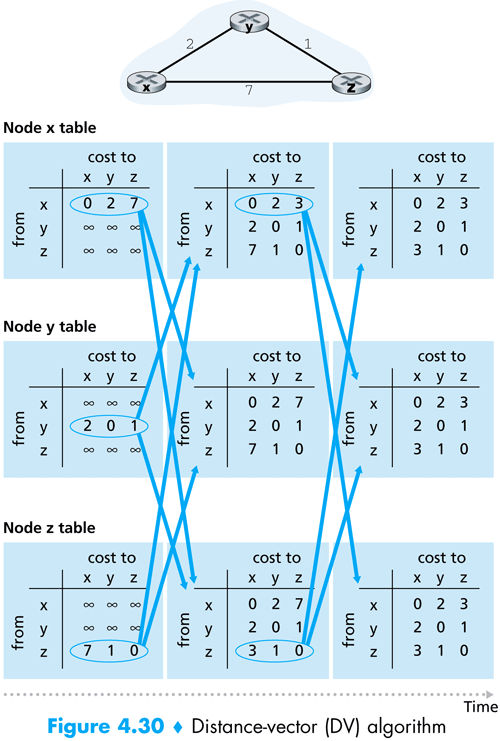 y
2 1
x 7 z
Node x table
cost to cost to cost to
x y z x y z x y z
from x 0 2 7 from x 0 2 3 from x 0 2 3
y ∞ ∞ ∞ y 2 0 1 y 2 0 1
z ∞ ∞ ∞ z 7 1 0 z 3 1 0
Node y table
cost to cost to cost to
x y z x y z x y z
from x ∞ ∞ ∞ from x 0 2 7 from x 0 2 3
y 2 0 1 y 2 0 1 y 2 0 1
z ∞ ∞ ∞ z 7 1 0 z 3 1 0
Node z table
cost to cost to cost to
x y z x y z x y z
from x ∞ ∞ ∞ from x 0 2 7 from x 0 2 3
y ∞ ∞ ∞ y 2 0 1 y 2 0 1
z 7 1 0 z 3 1 0 z 3 1 0
Time
Figure 4.30 ♦ Distance-vector (DV) algorithm